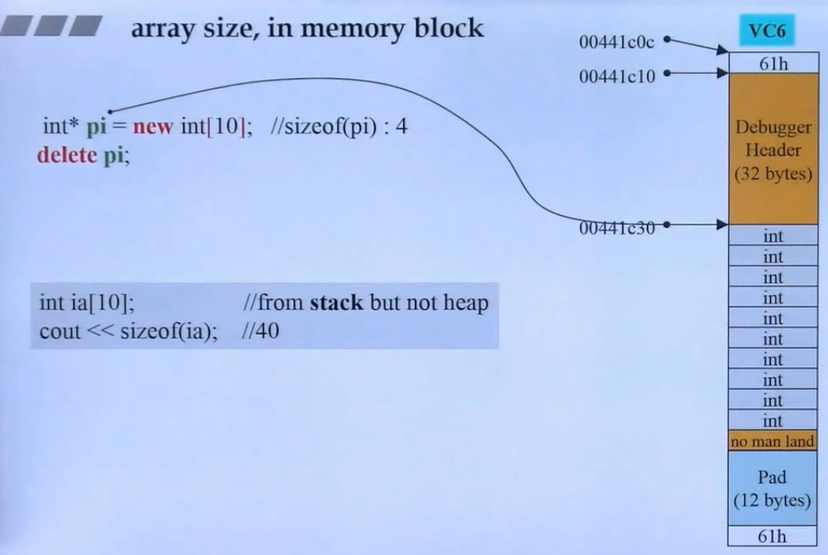 array size, in memory block
int* pi = new int[10];   //sizeof(pi) : 4
delete pi;
int ia[10];   //from stack but not heap
cout << sizeof(ia);   //40
00441c0c
00441c10
00441c30
VC6
61h
Debugger
Header
(32 bytes)
int
int
int
int
int
int
int
int
int
int
no man land
Pad
(12 bytes)
61h